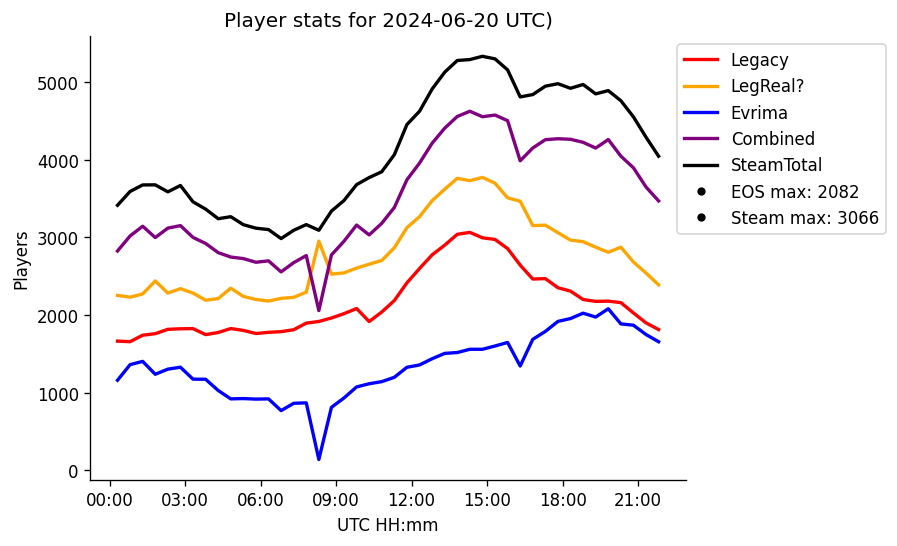 Player stats for 2024-06-20 UTC)
Legacy
LegReal?
Evrima
Combined
SteamTotal
EOS max: 2082
Steam max: 3066
Players
5000
4000
3000
2000
1000
0
00:00 03:00 06:00 09:00 12:00 15:00 18:00 21:00
UTC HH:mm